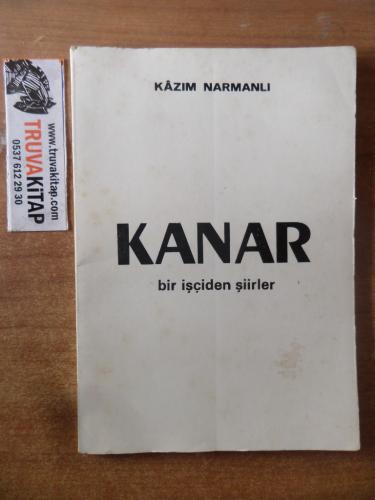 KÂZIM NARMANLI
KANAR
bir işçiden şiirler
TRUVAKiTAP
www.truvakitap.com
0537 612 29 30